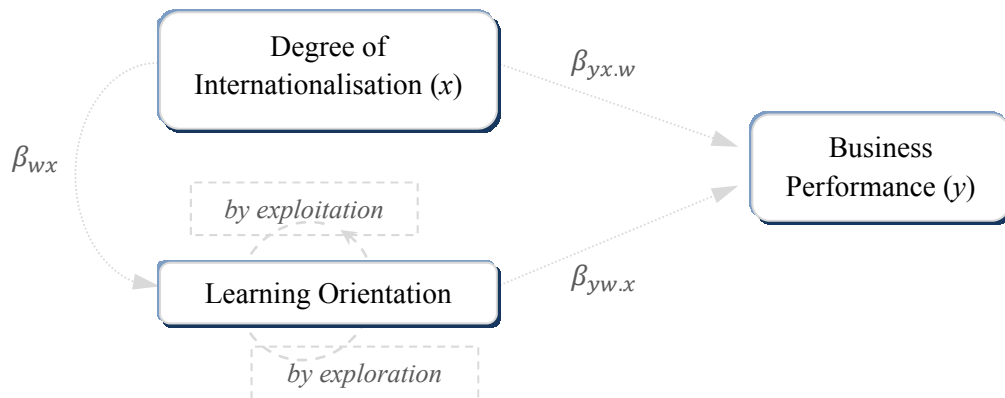 Degree of
Internationalisation (x)
β_yx.w
Business
Performance (y)
β_wx
by exploitation
Learning Orientation
β_yw.x
by exploration